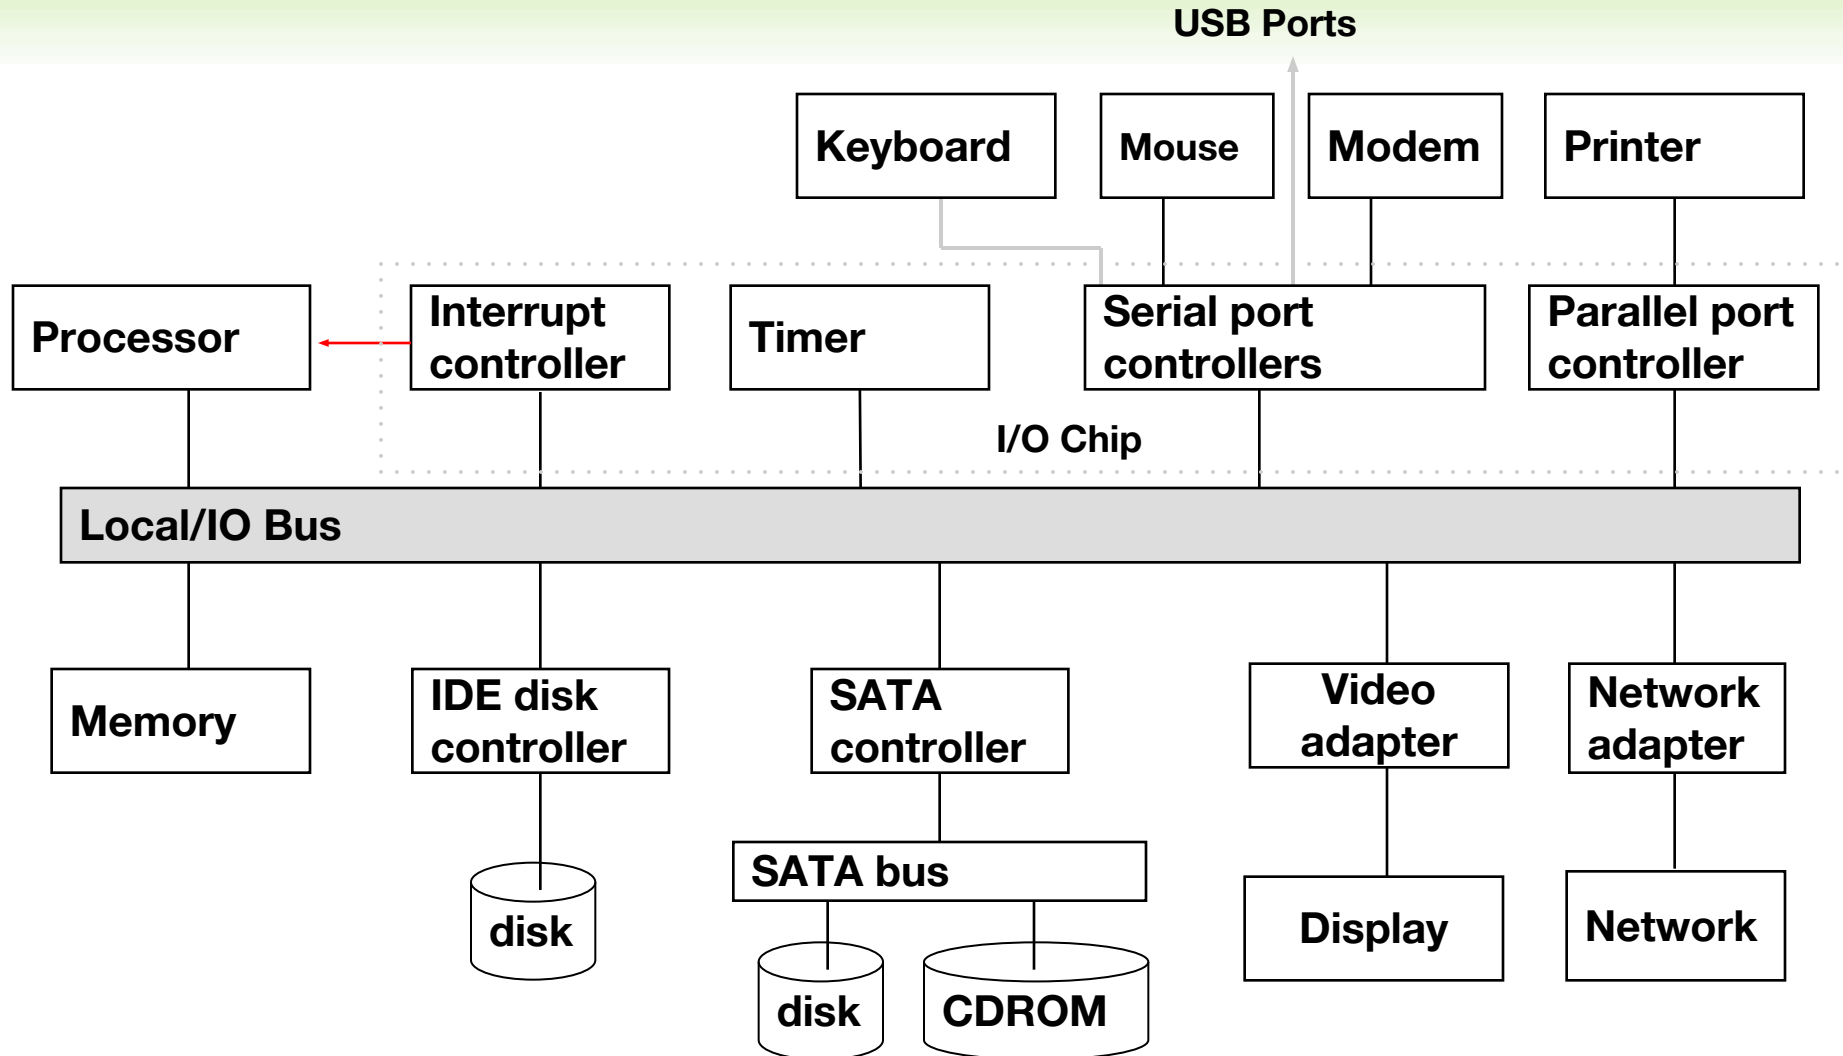 USB Ports
Keyboard
Mouse
Modem
Printer
Processor
Interrupt
controller
Timer
Serial port
controllers
Parallel port
controller
I/O Chip
Local/IO Bus
Memory
IDE disk
controller
SATA
controller
Video
adapter
Network
adapter
SATA bus
disk
Display
Network
disk
CDROM